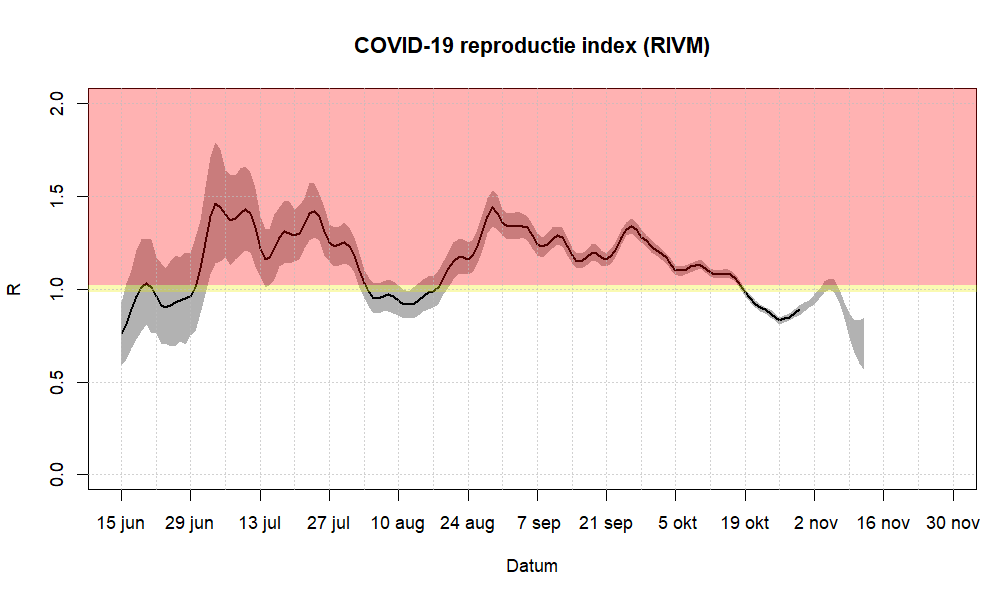 COVID-19 reproductie index (RIVM)
2.0
1.5
1.0
0.5
0.0
R
15 jun 29 jun 13 jul 27 jul 10 aug 24 aug 7 sep 21 sep 5 okt 19 okt 2 nov 16 nov 30 nov
Datum